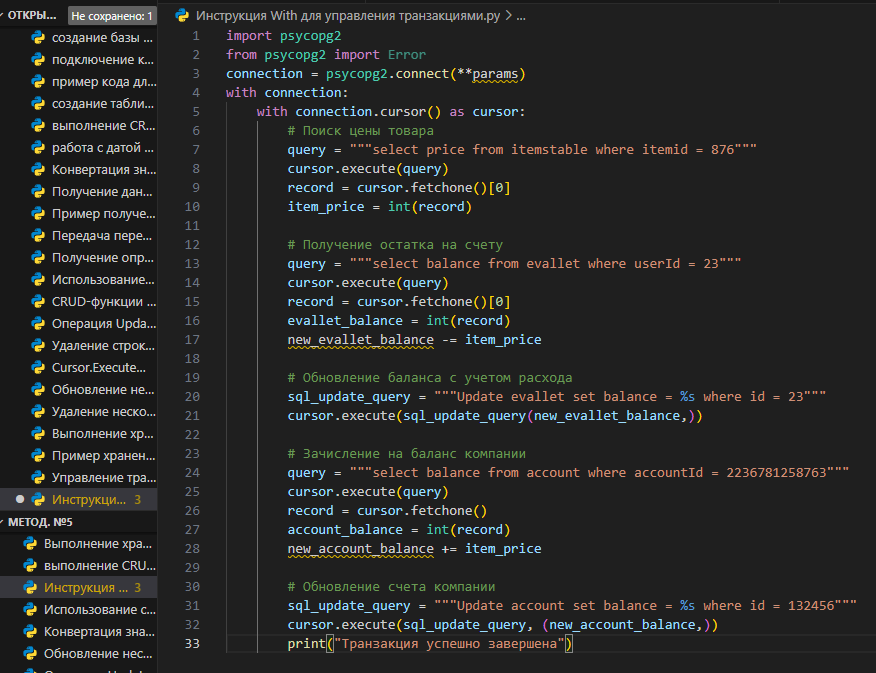 ОТКРЫ...
Не сохранено: 1
создание базы ...
подключение к...
пример кода дл...
создание табли...
выполнение CR...
работа с датой ...
Конвертация зн...
Получение дан...
Пример получе...
Передача пере...
Получение опр...
Использование...
CRUD-функции ...
Операция Upda...
Удаление строк...
Cursor.Execute...
Обновление не...
Удаление неско...
Выполнение хр...
Пример хранен...
Управление тра...
Инструкци... 3
МЕТОД. №5
Выполнение хра...
выполнение CRU...
Инструкция ... 3
Использование с...
Конвертация зна...
Обновление нес...
Инструкция With для управления транзакциями.py > ...
1 import psycopg2
2 from psycopg2 import Error
3 connection = psycopg2.connect(**params)
4 with connection:
5 with connection.cursor() as cursor:
6 # Поиск цены товара
7 query = """select price from itemstable where itemid = 876"""
8 cursor.execute(query)
9 record = cursor.fetchone()[0]
10 item_price = int(record)
11
12 # Получение остатка на счету
13 query = """select balance from evallet where userId = 23"""
14 cursor.execute(query)
15 record = cursor.fetchone()[0]
16 evallet_balance = int(record)
17 new_evallet_balance -= item_price
18
19 # Обновление баланса с учетом расхода
20 sql_update_query = """Update evallet set balance = %s where id = 23"""
21 cursor.execute(sql_update_query(new_evallet_balance,))
22
23 # Зачисление на баланс компании
24 query = """select balance from account where accountId = 2236781258763"""
25 cursor.execute(query)
26 record = cursor.fetchone()
27 account_balance = int(record)
28 new_account_balance += item_price
29
30 # Обновление счета компании
31 sql_update_query = """Update account set balance = %s where id = 132456"""
32 cursor.execute(sql_update_query, (new_account_balance,))
33 print("Транзакция успешно завершена")